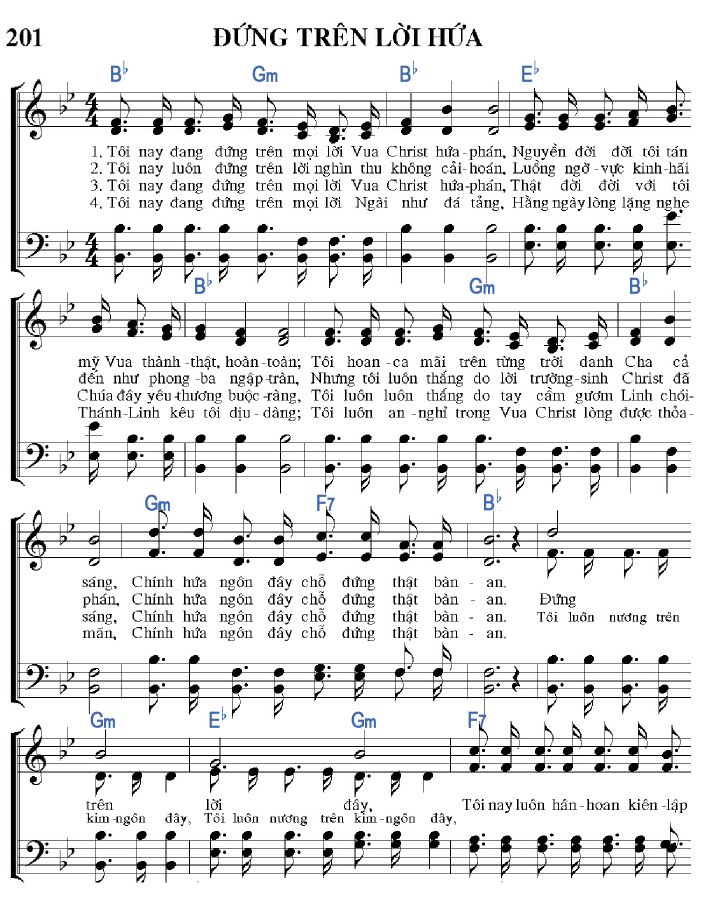 201 ĐỨNG TRÊN LỜI HỨA
B♭ Gm B♭ E♭
1. Tôi nay đang đứng trên mọi lời Vua Christ hứa-phán, Nguyền đời đời tôi tán
2. Tôi nay luôn đứng trên lời nghìn thu không cải-hoán, Luồng ngờ-vực kinh-hãi
3. Tôi nay đang đứng trên mọi lời Vua Christ hứa-phán, Thật đời đời với tôi
4. Tôi nay đang đứng trên mọi lời Ngài như đá tảng, Hằng ngày lòng lặng nghe
B♭ Gm B♭
mỹ Vua thành-thật, hoàn-toàn; Tôi hoan-ca mãi trên từng trời danh Cha cả
đến như phong-ba ngập-tràn, Nhưng tôi luôn thắng do lời trường-sinh Christ đã
Chúa đây yêu-thương buộc-ràng, Tôi luôn luôn thắng do tay cầm gươm Linh chói-
Thánh-Linh kêu tôi dịu-dàng; Tôi luôn an-nghỉ trong Vua Christ lòng được thỏa-
Gm F7 B♭
sáng, Chính hứa ngôn đây chỗ đứng thật bàn-an.
phán, Chính hứa ngôn đây chỗ đứng thật bàn-an. Đứng
sáng, Chính hứa ngôn đây chỗ đứng thật bàn-an. Tôi luôn nương trên
mãn, Chính hứa ngôn đây chỗ đứng thật bàn-an.
Gm E♭ Gm F7
trên lời đây, Tôi nay luôn hân-hoan kiên-lập
kim-ngôn đây, Tôi luôn nương trên kim-ngôn đây,